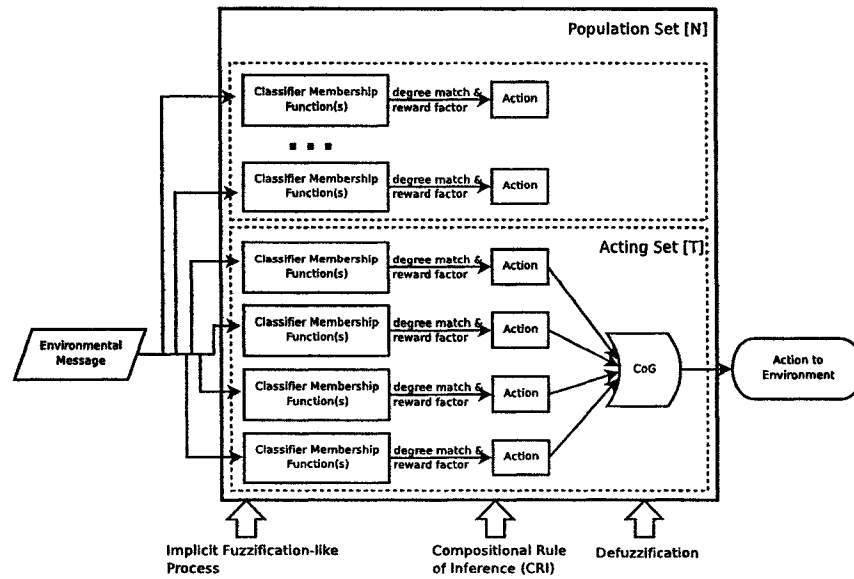 Population Set [N]
Classifier Membership
Function(s)
degree match &
reward factor
Action
Classifier Membership
Function(s)
degree match &
reward factor
Action
Acting Set [T]
Classifier Membership
Function(s)
degree match &
reward factor
Action
Classifier Membership
Function(s)
degree match &
reward factor
Action
Environmental
Message
CoG
Action to
Environment
Classifier Membership
Function(s)
degree match &
reward factor
Action
Classifier Membership
Function(s)
degree match &
reward factor
Action
Implicit Fuzzification-like
Process
Compositional Rule
of Inference (CRI)
Defuzzification